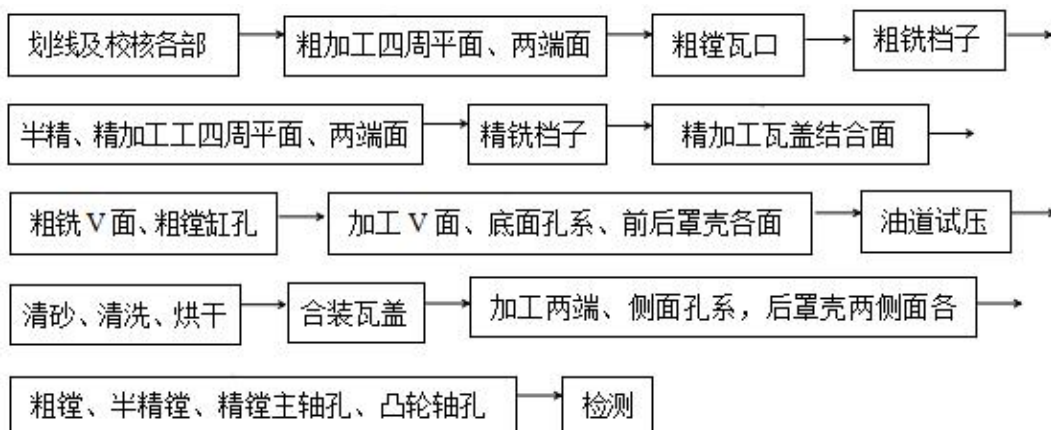 划线及校核各部 粗加工四周平面、两端面 粗镗瓦口 粗铣档子
半精、精加工工四周平面、两端面 精铣档子 精加工瓦盖结合面
粗铣V面、粗镗缸孔 加工V面、底面孔系、前后罩壳各面 油道试压
清砂、清洗、烘干 合装瓦盖 加工两端、侧面孔系，后罩壳两侧面各
粗镗、半精镗、精镗主轴孔、凸轮轴孔 检测